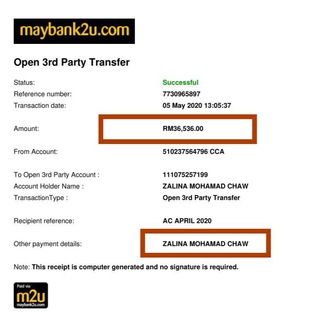 maybank2u.com
Open 3rd Party Transfer
Status: Successful
Reference number: 7730965897
Transaction date: 05 May 2020 13:05:37
Amount: RM36,536.00
From Account: 510237564796 CCA
To Open 3rd Party Account : 111075257199
Account Holder Name : ZALINA MOHAMAD CHAW
TransactionType : Open 3rd Party Transfer
Recipient reference: AC APRIL 2020
Other payment details: ZALINA MOHAMAD CHAW
Note: This receipt is computer generated and no signature is required.
Paid via
m2u
maybank2u.com